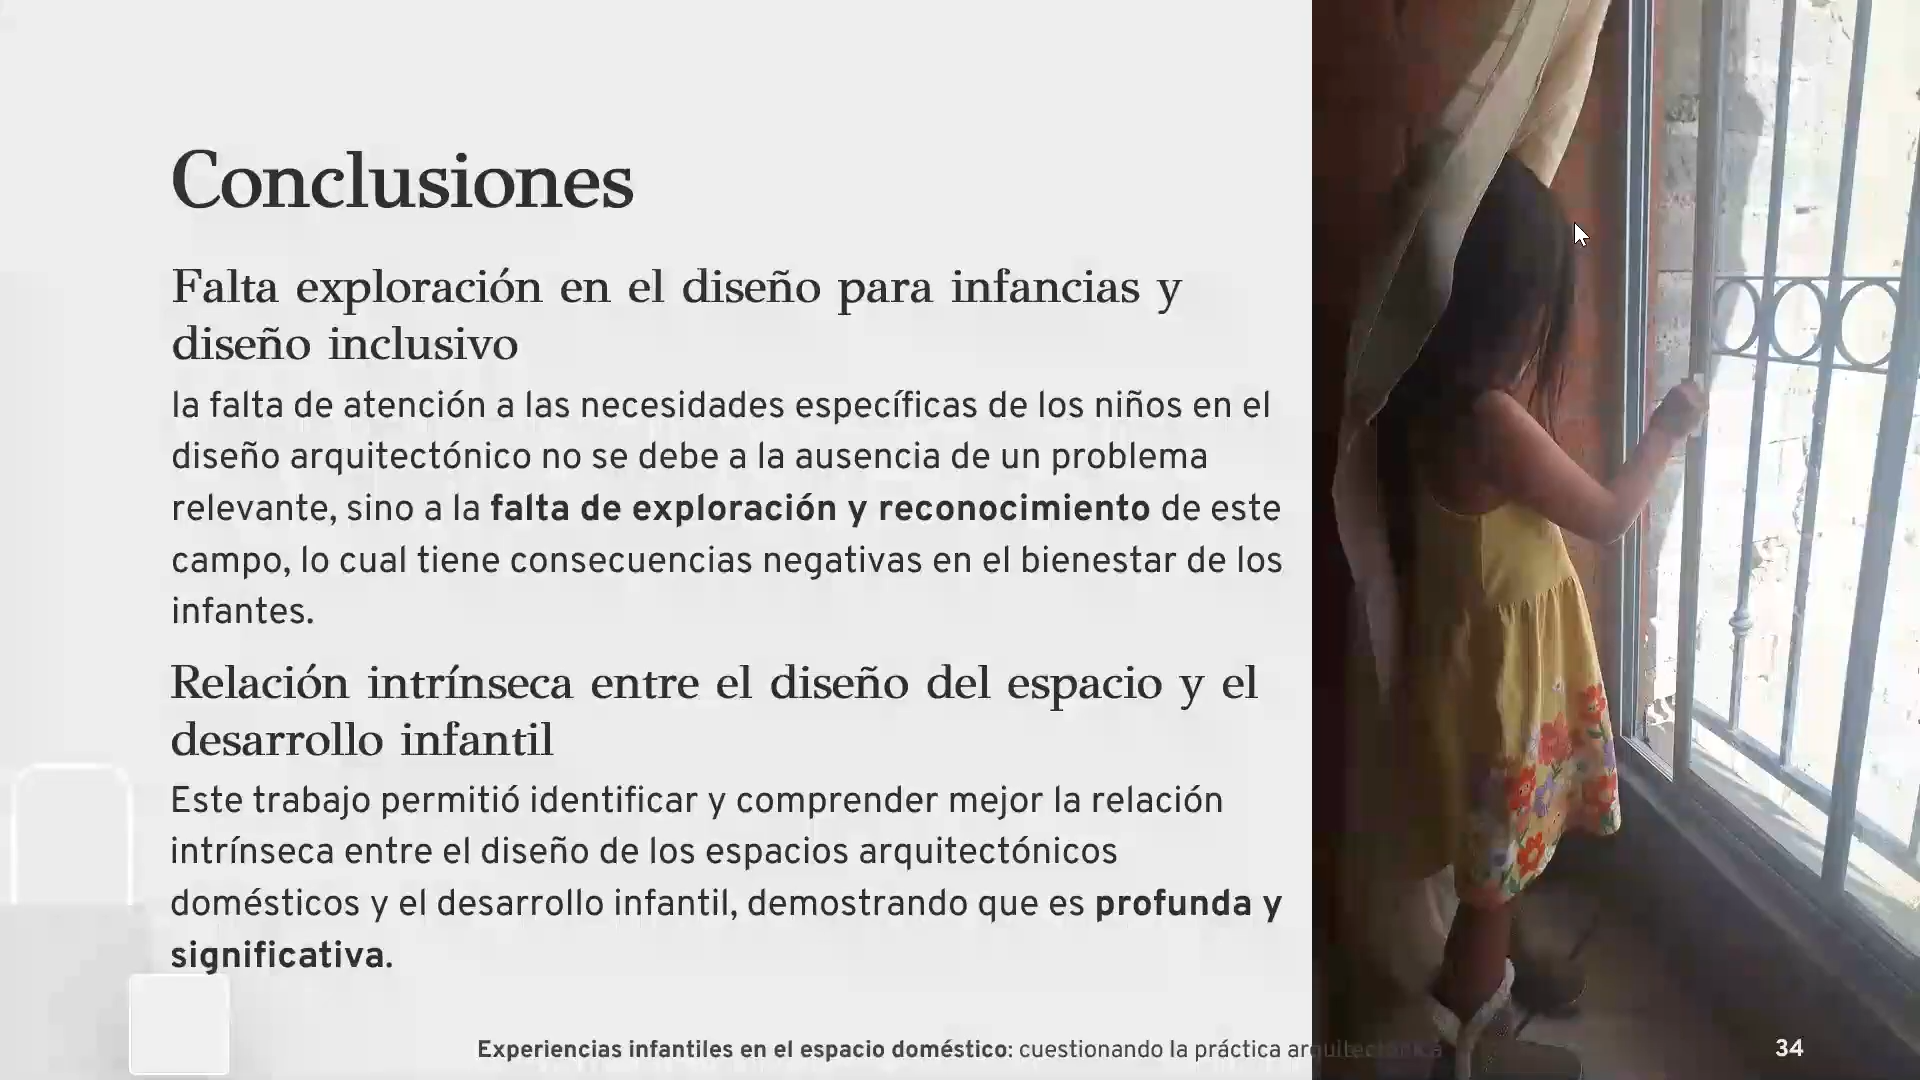 Conclusiones
Falta exploración en el diseño para infancias y
diseño inclusivo
la falta de atención a las necesidades específicas de los niños en el
diseño arquitectónico no se debe a la ausencia de un problema
relevante, sino a la falta de exploración y reconocimiento de este
campo, lo cual tiene consecuencias negativas en el bienestar de los
infantes.
Relación intrínseca entre el diseño del espacio y el
desarrollo infantil
Este trabajo permitió identificar y comprender mejor la relación
intrínseca entre el diseño de los espacios arquitectónicos
domésticos y el desarrollo infantil, demostrando que es profunda y
significativa.
Experiencias infantiles en el espacio doméstico: cuestionando la práctica arquitectónica
34